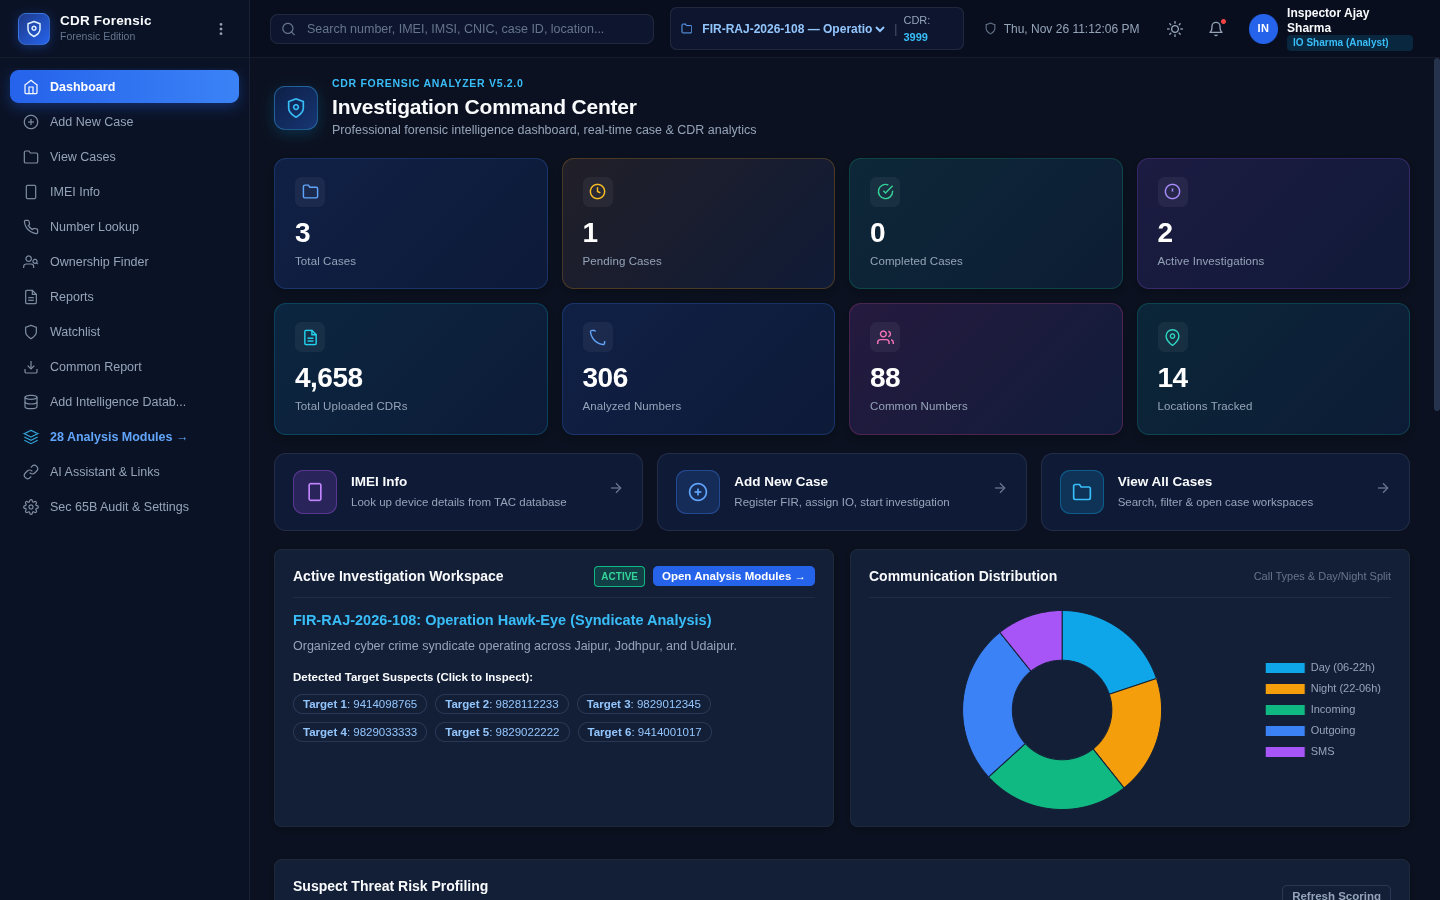 CDR Forensic
Forensic Edition
Dashboard
Add New Case
View Cases
IMEI Info
Number Lookup
Ownership Finder
Reports
Watchlist
Common Report
Add Intelligence Datab...
28 Analysis Modules →
AI Assistant & Links
Sec 65B Audit & Settings
Search number, IMEI, IMSI, CNIC, case ID, location...
FIR-RAJ-2026-108 — Operatio | CDR: 3999
Thu, Nov 26 11:12:06 PM
IN
Inspector Ajay Sharma
IO Sharma (Analyst)
CDR FORENSIC ANALYZER V5.2.0
Investigation Command Center
Professional forensic intelligence dashboard, real-time case & CDR analytics
3
Total Cases
1
Pending Cases
0
Completed Cases
2
Active Investigations
4,658
Total Uploaded CDRs
306
Analyzed Numbers
88
Common Numbers
14
Locations Tracked
IMEI Info
Look up device details from TAC database
Add New Case
Register FIR, assign IO, start investigation
View All Cases
Search, filter & open case workspaces
Active Investigation Workspace
ACTIVE
Open Analysis Modules →
FIR-RAJ-2026-108: Operation Hawk-Eye (Syndicate Analysis)
Organized cyber crime syndicate operating across Jaipur, Jodhpur, and Udaipur.
Detected Target Suspects (Click to Inspect):
Target 1: 9414098765
Target 2: 9828112233
Target 3: 9829012345
Target 4: 9829033333
Target 5: 9829022222
Target 6: 9414001017
Communication Distribution
Call Types & Day/Night Split
Day (06-22h)
Night (22-06h)
Incoming
Outgoing
SMS
Suspect Threat Risk Profiling
Refresh Scoring